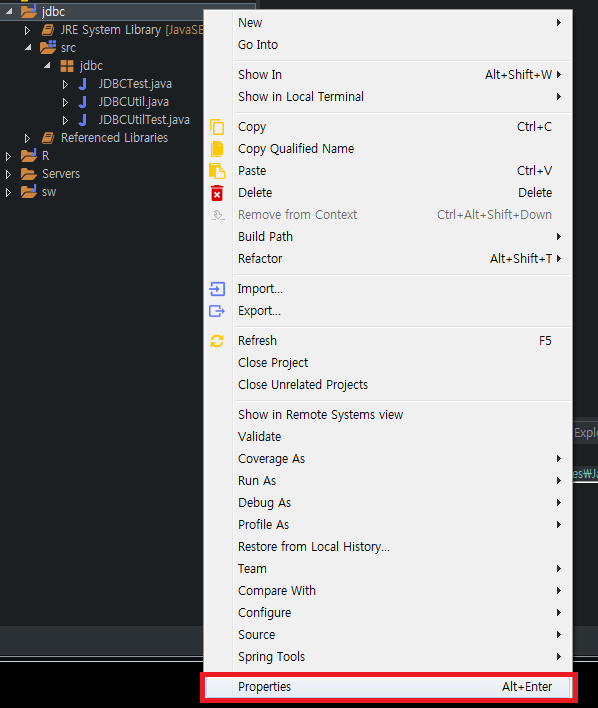 jdbc
JRE System Library [JavaSE
src
jdbc
JDBCTest.java
JDBCUtil.java
JDBCUtilTest.java
Referenced Libraries
R
Servers
sw
New
Go Into
Show In Alt+Shift+W
Show in Local Terminal
Copy Ctrl+C
Copy Qualified Name
Paste Ctrl+V
Delete Delete
Remove from Context Ctrl+Alt+Shift+Down
Build Path
Refactor Alt+Shift+T
Import...
Export...
Refresh F5
Close Project
Close Unrelated Projects
Show in Remote Systems view
Validate
Coverage As
Run As
Debug As
Profile As
Restore from Local History...
Team
Compare With
Configure
Source
Spring Tools
Properties Alt+Enter
Explo
es₩Ja